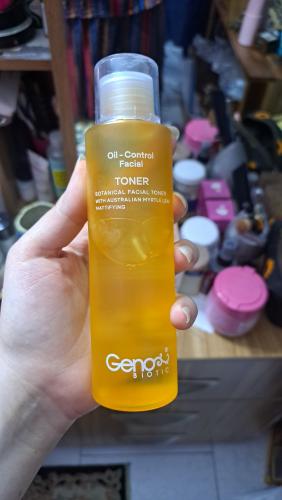 Oil-Control
Facial
TONER
BOTANICAL FACIAL TONER
WITH AUSTRALIAN MYRTLE LEAF
MATTIFYING
Geno
BIOTIC